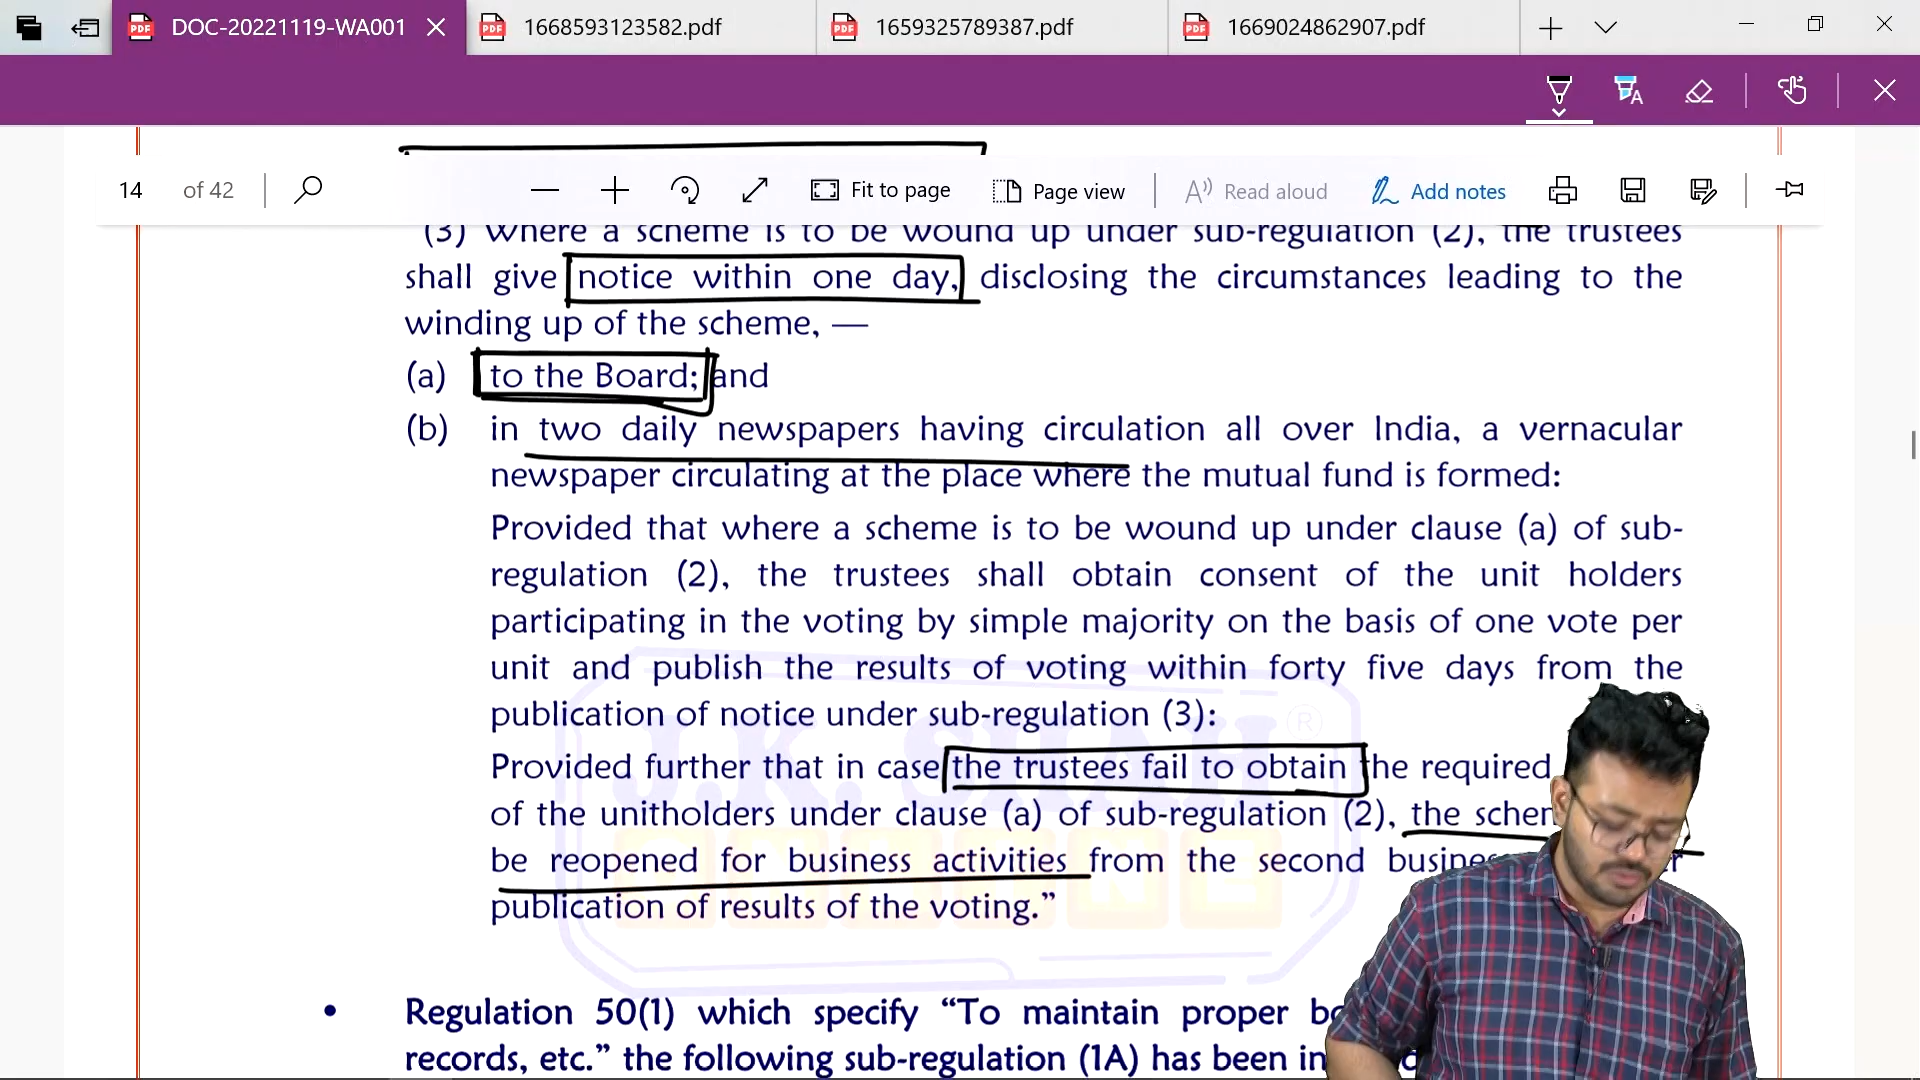 DOC-20221119-WA001
1668593123582.pdf
1659325789387.pdf
1669024862907.pdf
14 of 42
Fit to page
Page view
Read aloud
Add notes
(3) Where a scheme is to be wound up under sub-regulation (2), the trustees
shall give notice within one day, disclosing the circumstances leading to the
winding up of the scheme, —
(a) to the Board; and
(b) in two daily newspapers having circulation all over India, a vernacular
newspaper circulating at the place where the mutual fund is formed:
Provided that where a scheme is to be wound up under clause (a) of sub-
regulation (2), the trustees shall obtain consent of the unit holders
participating in the voting by simple majority on the basis of one vote per
unit and publish the results of voting within forty five days from the
publication of notice under sub-regulation (3):
Provided further that in case the trustees fail to obtain the required
of the unitholders under clause (a) of sub-regulation (2), the
be reopened for business activities from the second
publication of results of the voting.”
J.K. SHAH ®
• Regulation 50(1) which specify “To maintain proper
records, etc.” the following sub-regulation (1A) has been